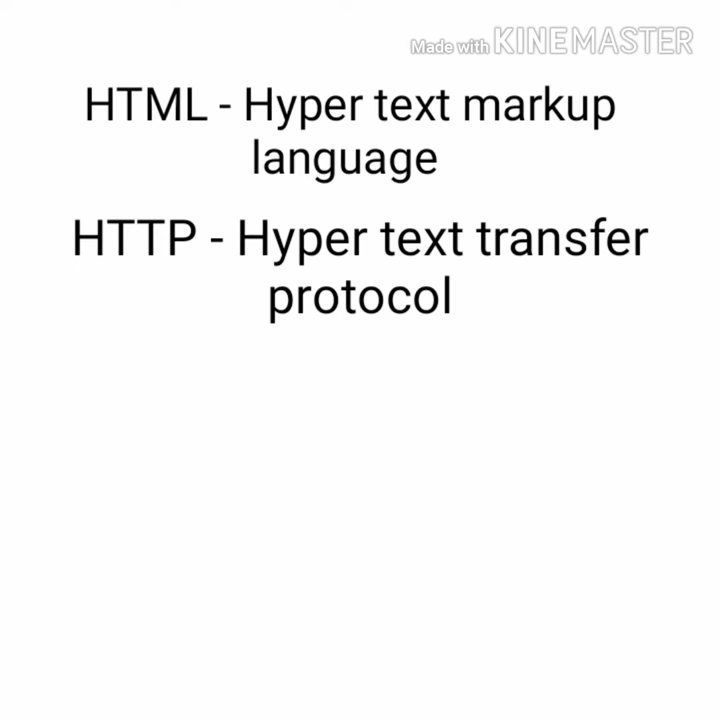 Made with KINEMASTER
HTML - Hyper text markup
language
HTTP - Hyper text transfer
protocol